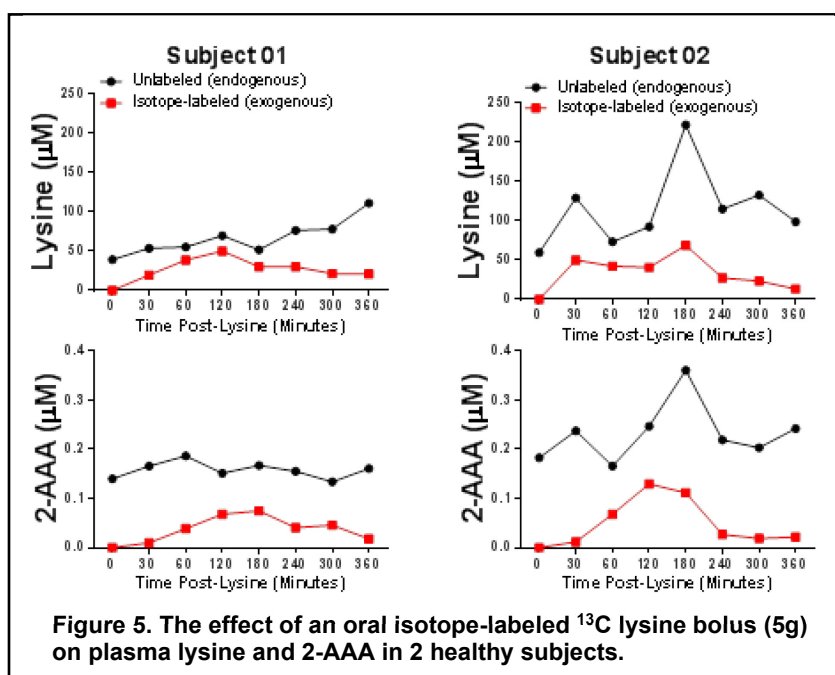 Subject 01
Unlabeled (endogenous)
Isotope-labeled (exogenous)
Lysine (μM)
250
200
150
100
50
0
0 30 60 120 180 240 300 360
Time Post-Lysine (Minutes)
Subject 02
Unlabeled (endogenous)
Isotope-labeled (exogenous)
Lysine (μM)
250
200
150
100
50
0
0 30 60 120 180 240 300 360
Time Post-Lysine (Minutes)
2-AAA (μM)
0.4
0.3
0.2
0.1
0.0
0 30 60 120 180 240 300 360
Time Post-Lysine (Minutes)
2-AAA (μM)
0.4
0.3
0.2
0.1
0.0
0 30 60 120 180 240 300 360
Time Post-Lysine (Minutes)
Figure 5. The effect of an oral isotope-labeled ¹³C lysine bolus (5g)
on plasma lysine and 2-AAA in 2 healthy subjects.